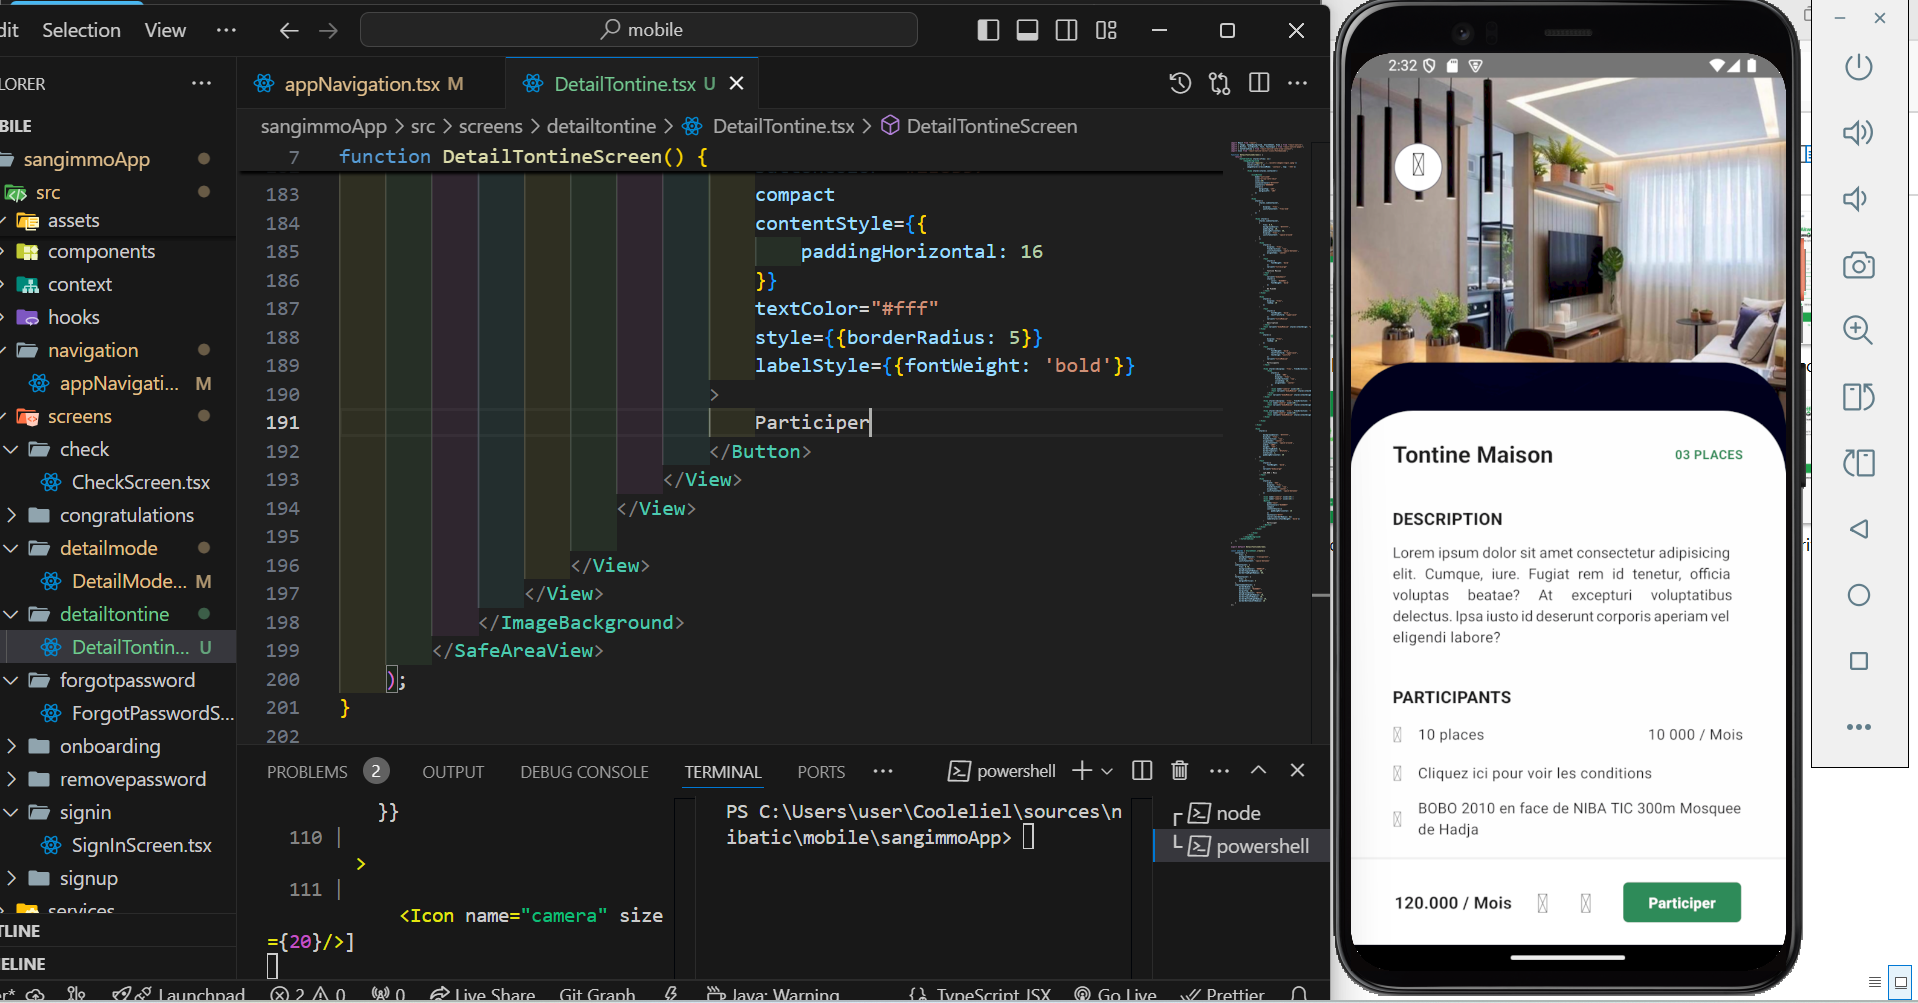 dit Selection View ···
mobile
LORER ···
appNavigation.tsx M
DetailTontine.tsx U
sangimmoApp > src > screens > detailtontine > DetailTontine.tsx > DetailTontineScreen
BILE
sangimmoApp
src
assets
components
context
hooks
navigation
appNavigati... M
screens
check
CheckScreen.tsx
congratulations
detailmode
DetailMode... M
detailtontine
DetailTontin... U
forgotpassword
ForgotPasswordS...
onboarding
removepassword
signin
SignInScreen.tsx
signup
services
TLINE
IELINE
7 function DetailTontineScreen() {
183 compact
184 contentStyle={{
185 paddingHorizontal: 16
186 }}
187 textColor="#fff"
188 style={{borderRadius: 5}}
189 labelStyle={{fontWeight: 'bold'}}
190 >
191 Participer
192 </Button>
193 </View>
194 </View>
195
196 </View>
197 </View>
198 </ImageBackground>
199 </SafeAreaView>
200 );
201 }
202
PROBLEMS 2 OUTPUT DEBUG CONSOLE TERMINAL PORTS ··· powershell
}}
110 |
>
111 |
<Icon name="camera" size
={20}/>]
PS C:\Users\user\Cooleliel\sources\n
ibatic\mobile\sangimmoApp>
node
powershell
er* Launchpad 2 0 0 Live Share Git Graph Java: Warning TypeScript JSX Go Live Prettier
2:32
Tontine Maison
03 PLACES
DESCRIPTION
Lorem ipsum dolor sit amet consectetur adipisicing
elit. Cumque, iure. Fugiat rem id tenetur, officia
voluptas beatae? At excepturi voluptatibus
delectus. Ipsa iusto id deserunt corporis aperiam vel
eligendi labore?
PARTICIPANTS
10 places 10 000 / Mois
Cliquez ici pour voir les conditions
BOBO 2010 en face de NIBA TIC 300m Mosquee
de Hadja
120.000 / Mois
Participer